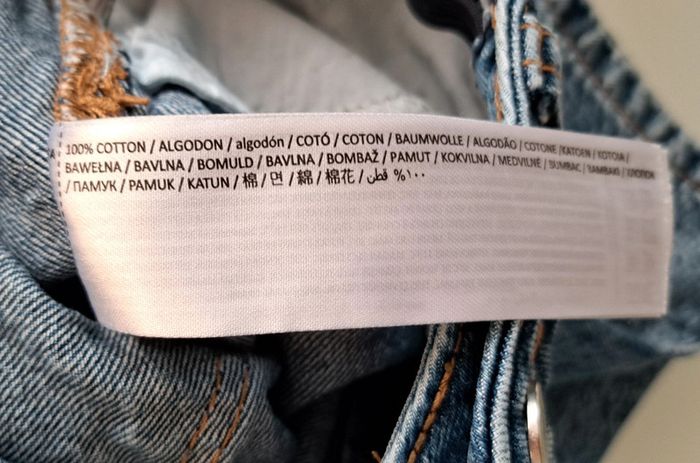 100% COTTON / ALGODON / algodón / COTÓ / COTON / BAUMWOLLE / ALGODÃO / COTONE /KATOEN / KOTOIA /
BAWEŁNA / BAVLNA / BOMULD / BAVLNA / BOMBAŽ / PAMUT / KOKVILNA / MEDVILNĖ / BUMBAC / ΒΑΜΒΑΚΙ / ХЛОПОК
/ ПАМУК / PAMUK / KATUN / 棉 / 면 / 綿 / 棉花 / قطن %١٠٠